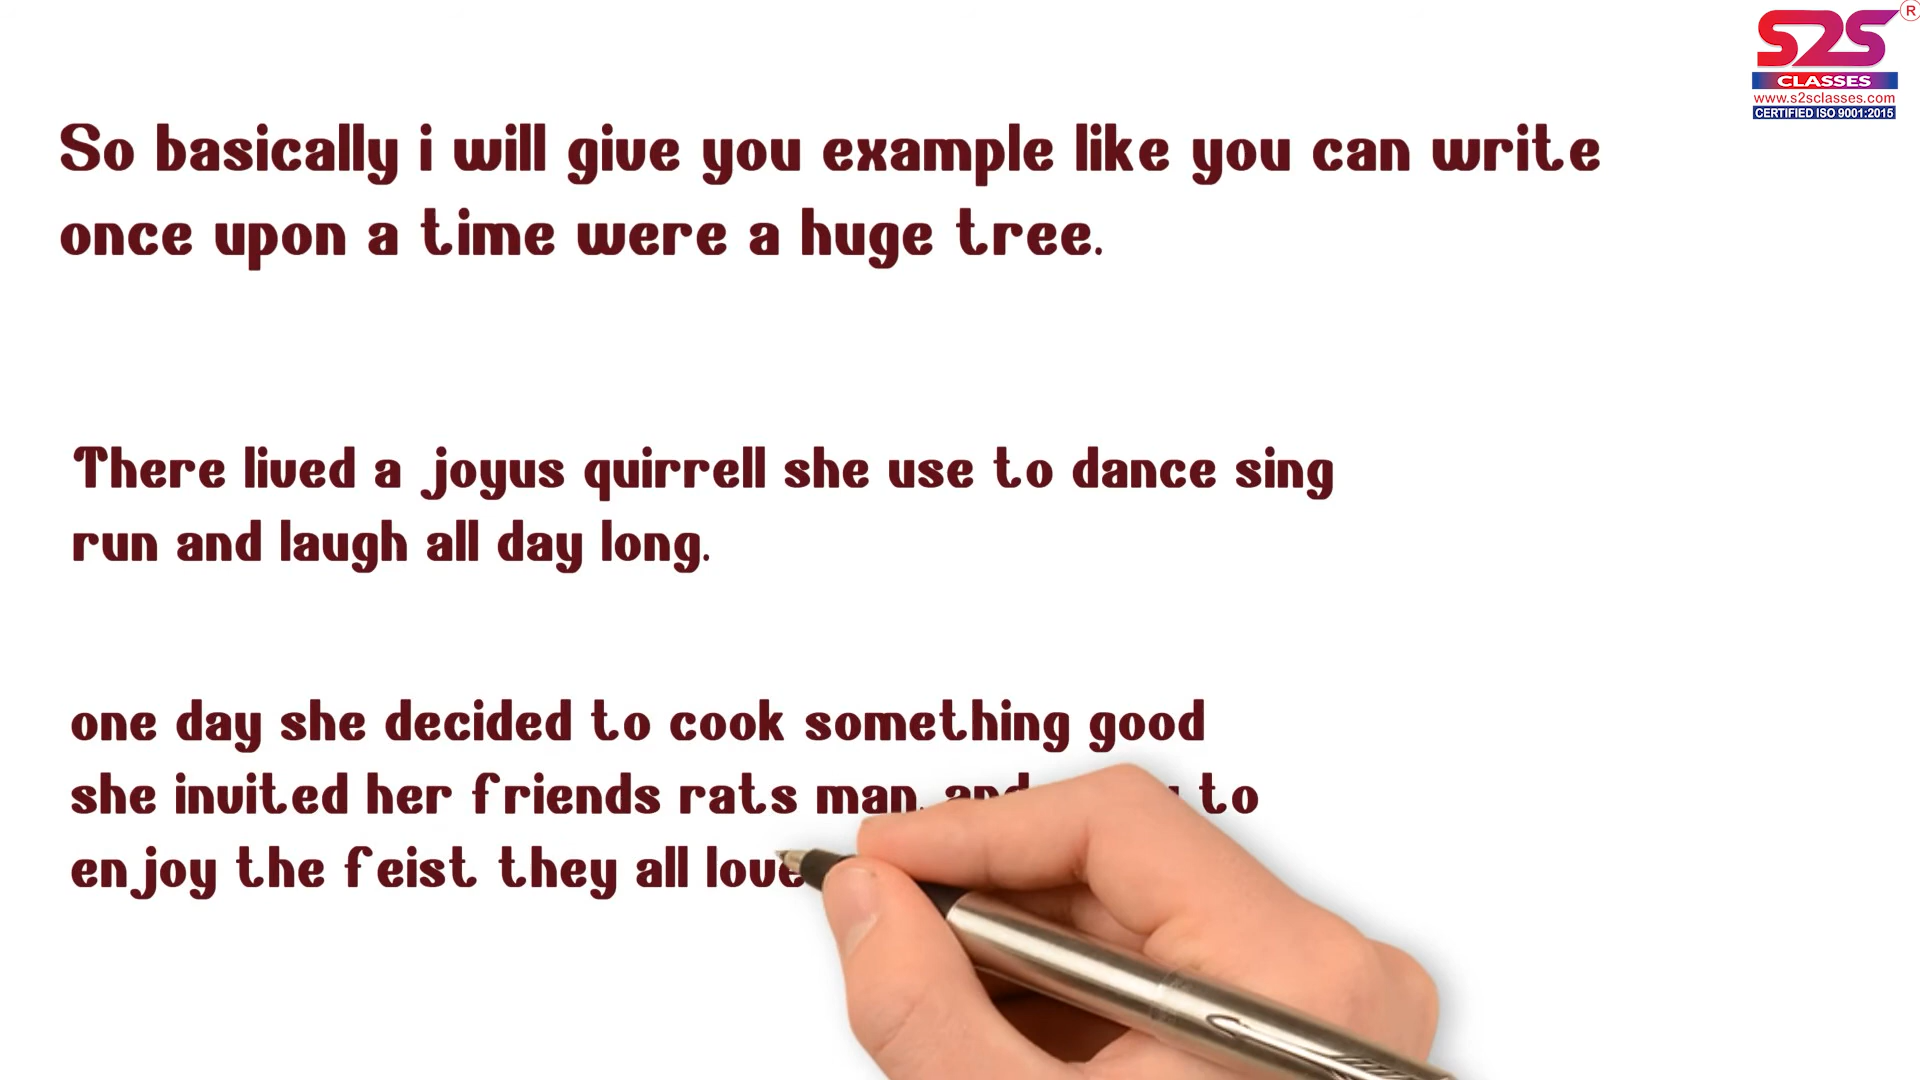 S2S
CLASSES
www.s2sclasses.com
CERTIFIED ISO 9001:2015
So basically i will give you example like you can write
once upon a time were a huge tree.
There lived a joyus quirrell she use to dance sing
run and laugh all day long.
one day she decided to cook something good
she invited her friends rats man, and to
enjoy the feist they all love